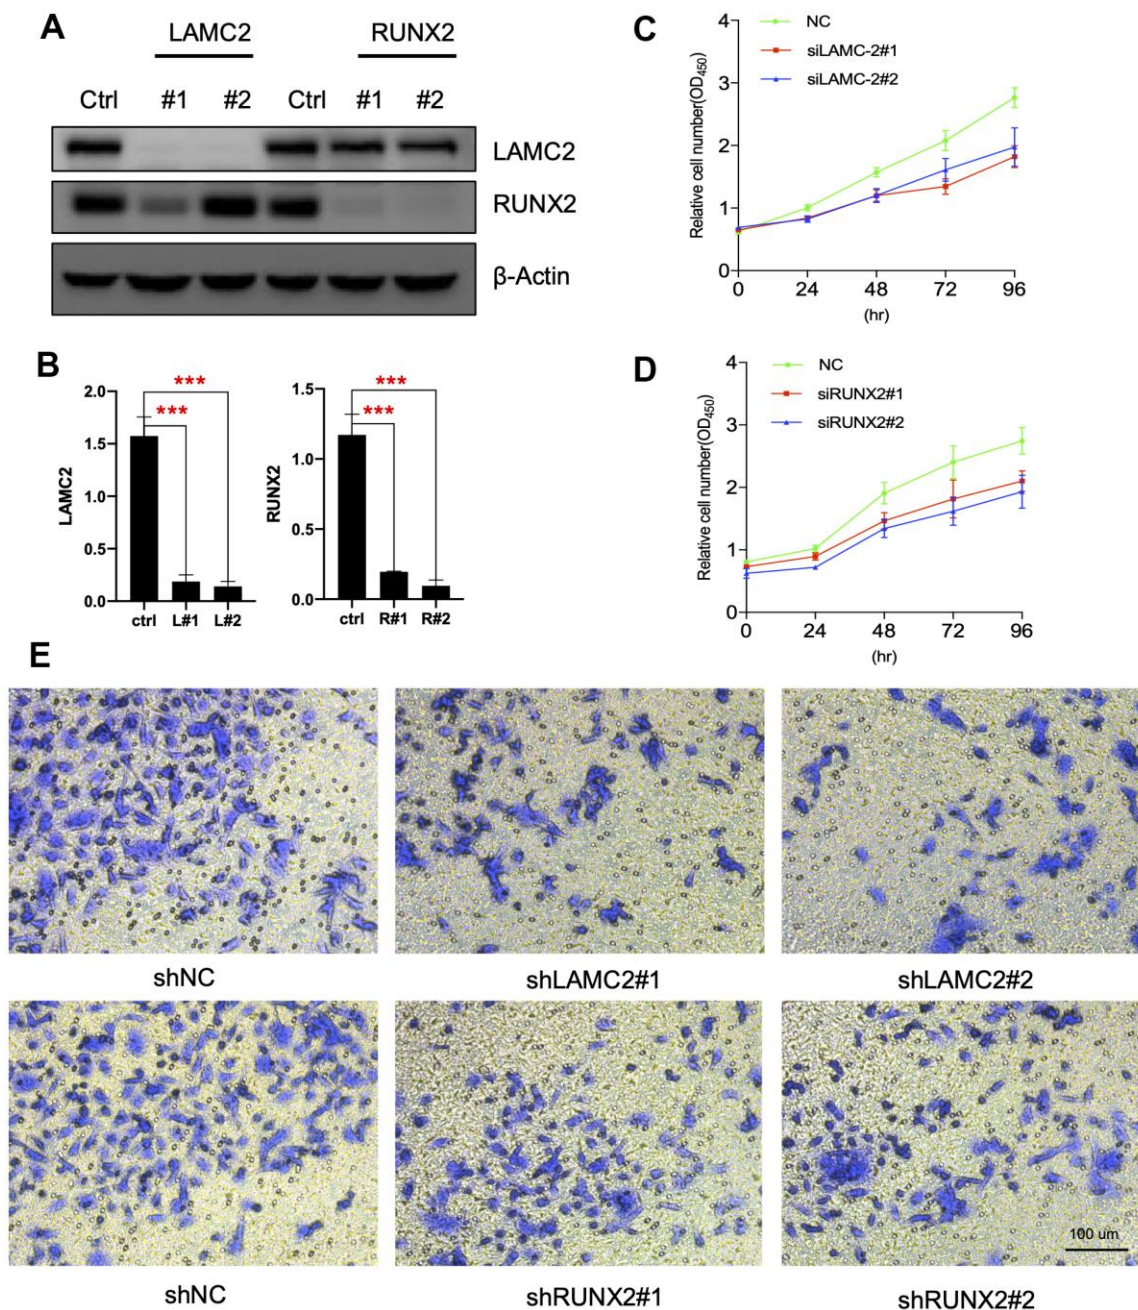 A
LAMC2 RUNX2
Ctrl #1 #2 Ctrl #1 #2
LAMC2
RUNX2
β-Actin
B
LAMC2
2.0
1.5
1.0
0.5
0.0
***
***
ctrl L#1 L#2
RUNX2
1.5
1.0
0.5
0.0
***
***
ctrl R#1 R#2
C
NC
siLAMC-2#1
siLAMC-2#2
Relative cell number(OD450)
4
3
2
1
0
0 24 48 72 96
(hr)
D
NC
siRUNX2#1
siRUNX2#2
Relative cell number(OD450)
4
3
2
1
0
0 24 48 72 96
(hr)
E
shNC shLAMC2#1 shLAMC2#2
100 um
shNC shRUNX2#1 shRUNX2#2